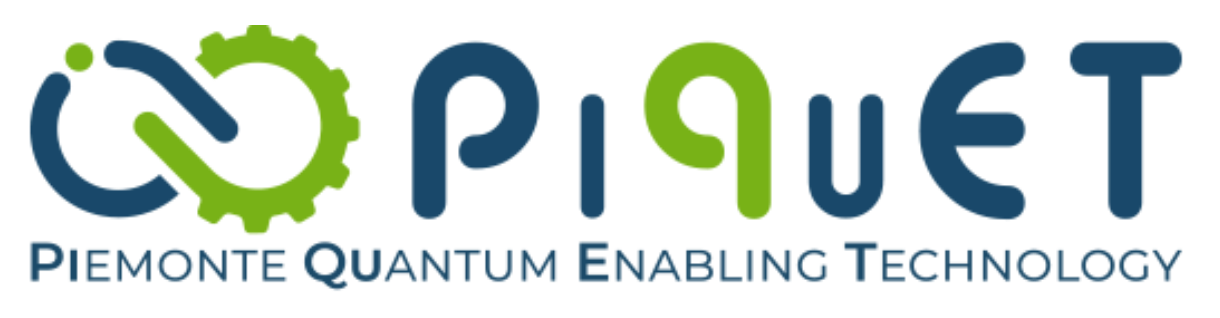 PiQuET
PIEMONTE QUANTUM ENABLING TECHNOLOGY